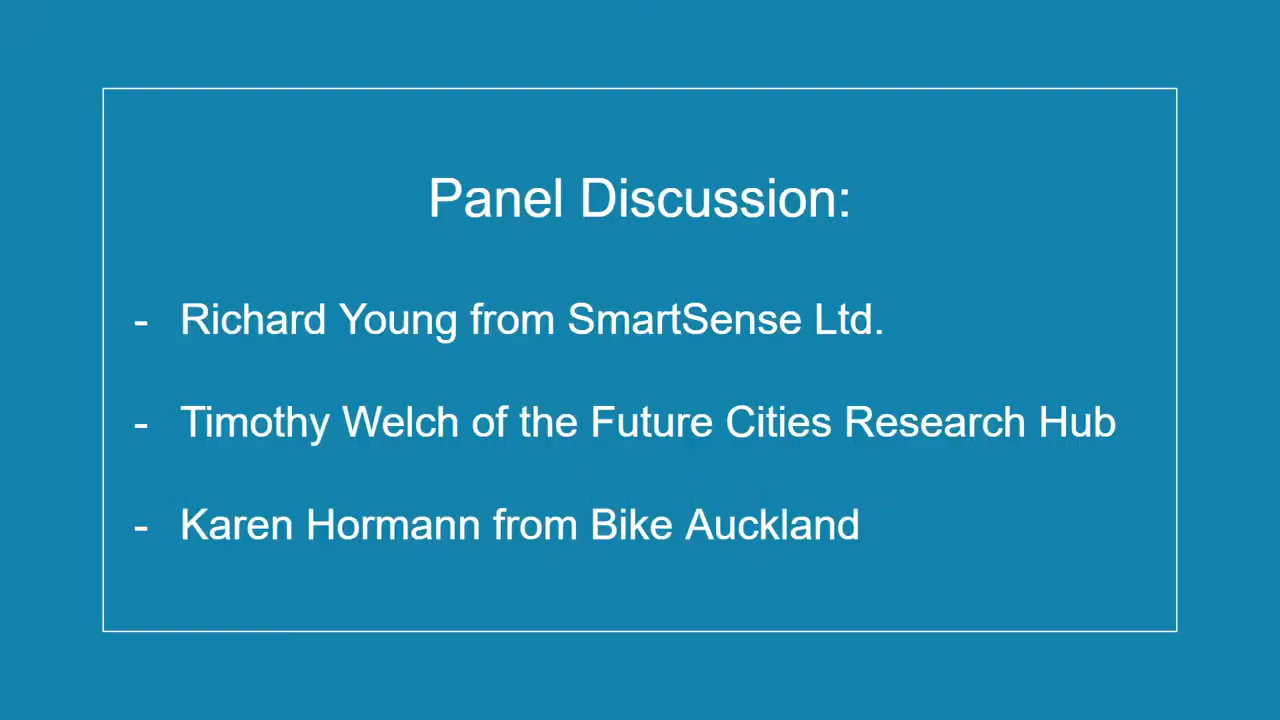 Panel Discussion:
- Richard Young from SmartSense Ltd.
- Timothy Welch of the Future Cities Research Hub
- Karen Hormann from Bike Auckland